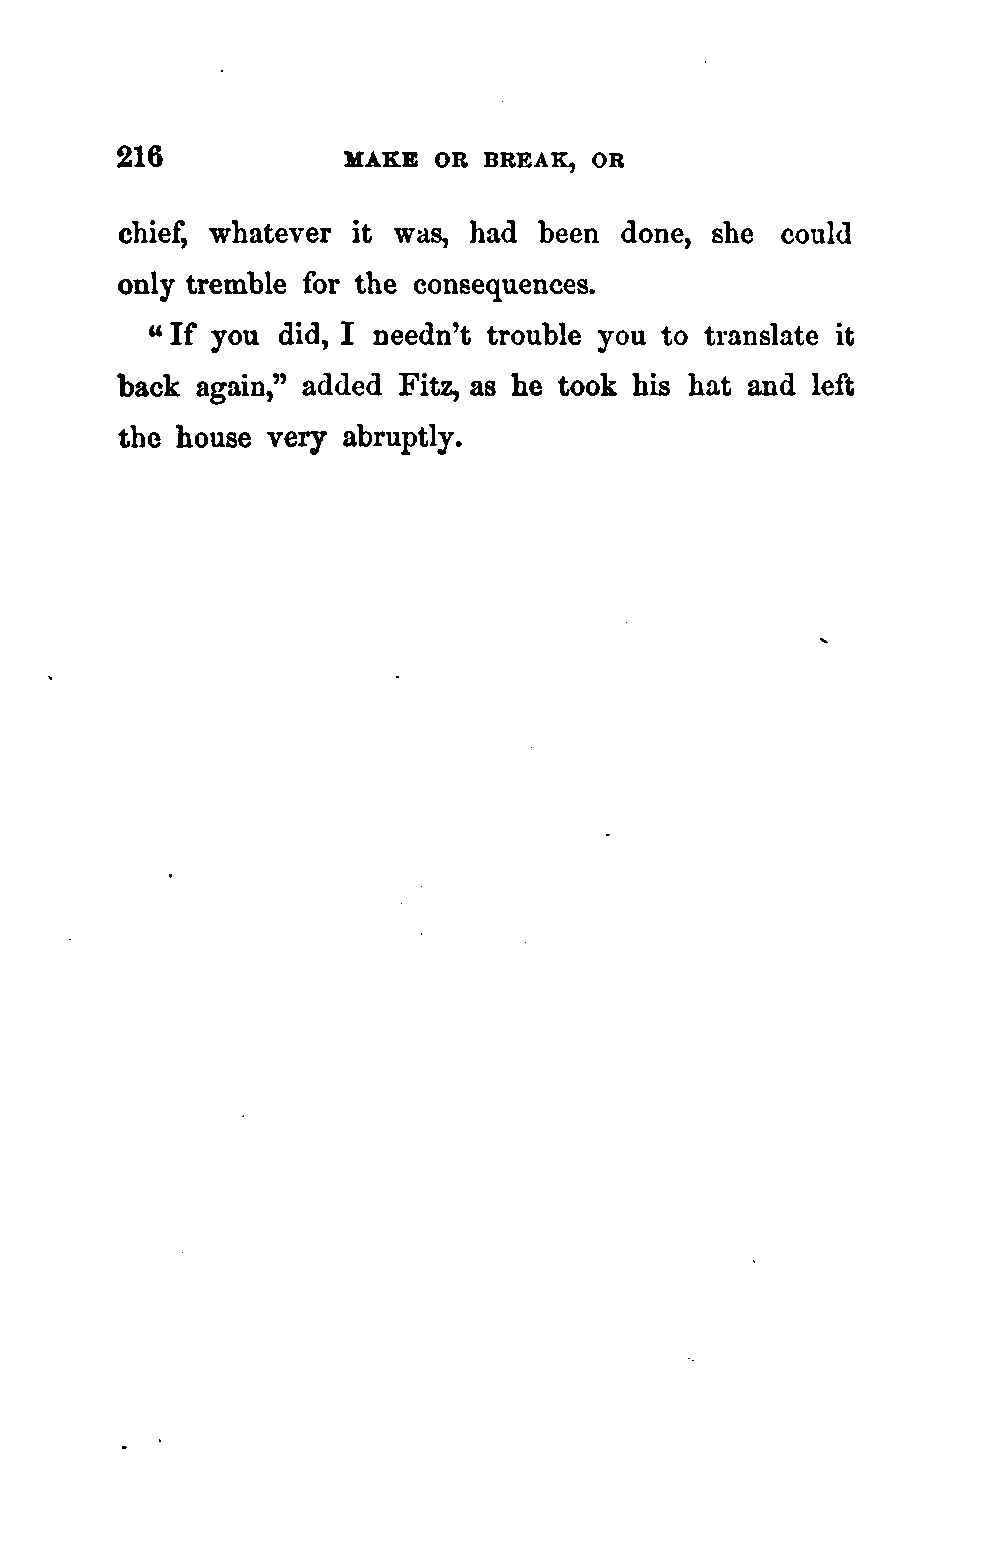 216 MAKE OR BREAK, OR
chief, whatever it was, had been done, she could
only tremble for the consequences.
“If you did, I needn’t trouble you to translate it
back again,” added Fitz, as he took his hat and left
the house very abruptly.